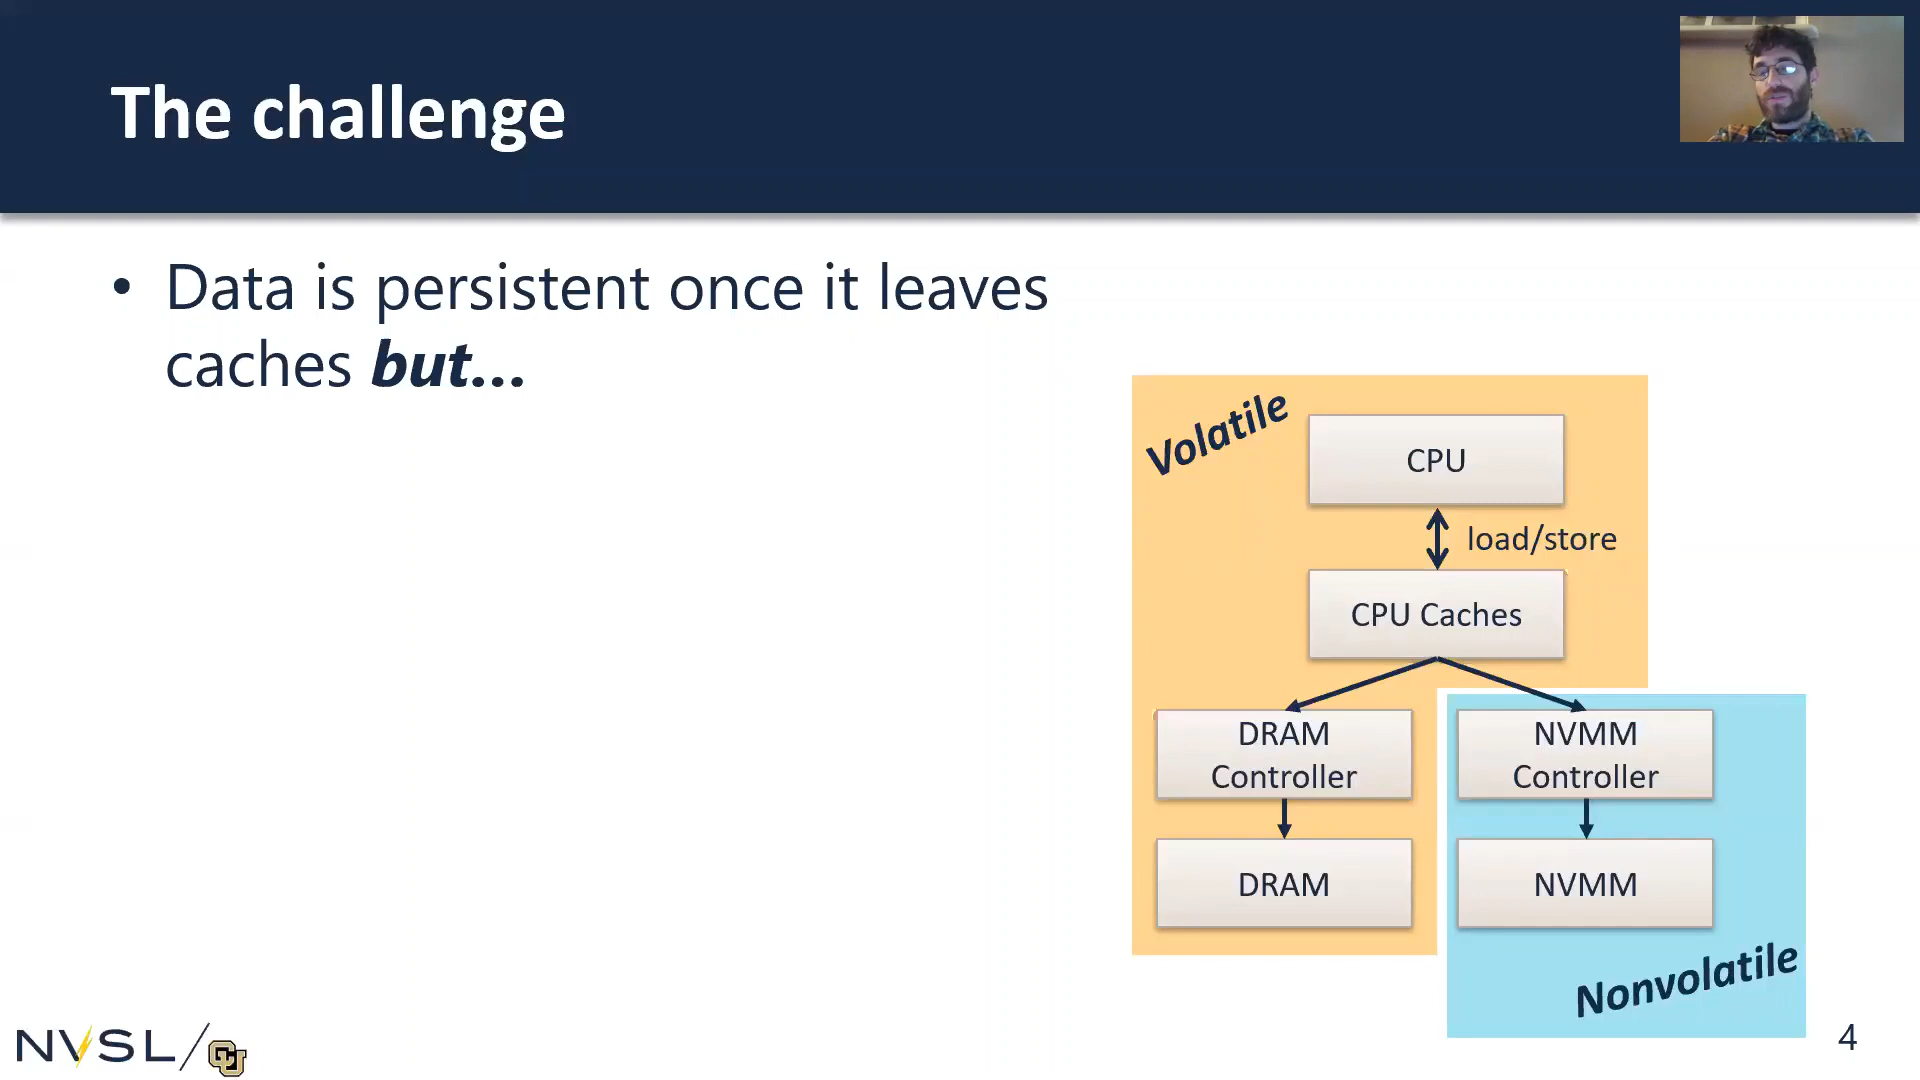 The challenge
• Data is persistent once it leaves
caches but...
Volatile
CPU
load/store
CPU Caches
DRAM
Controller
NVMM
Controller
DRAM
NVMM
Nonvolatile
NVSL/CU
4